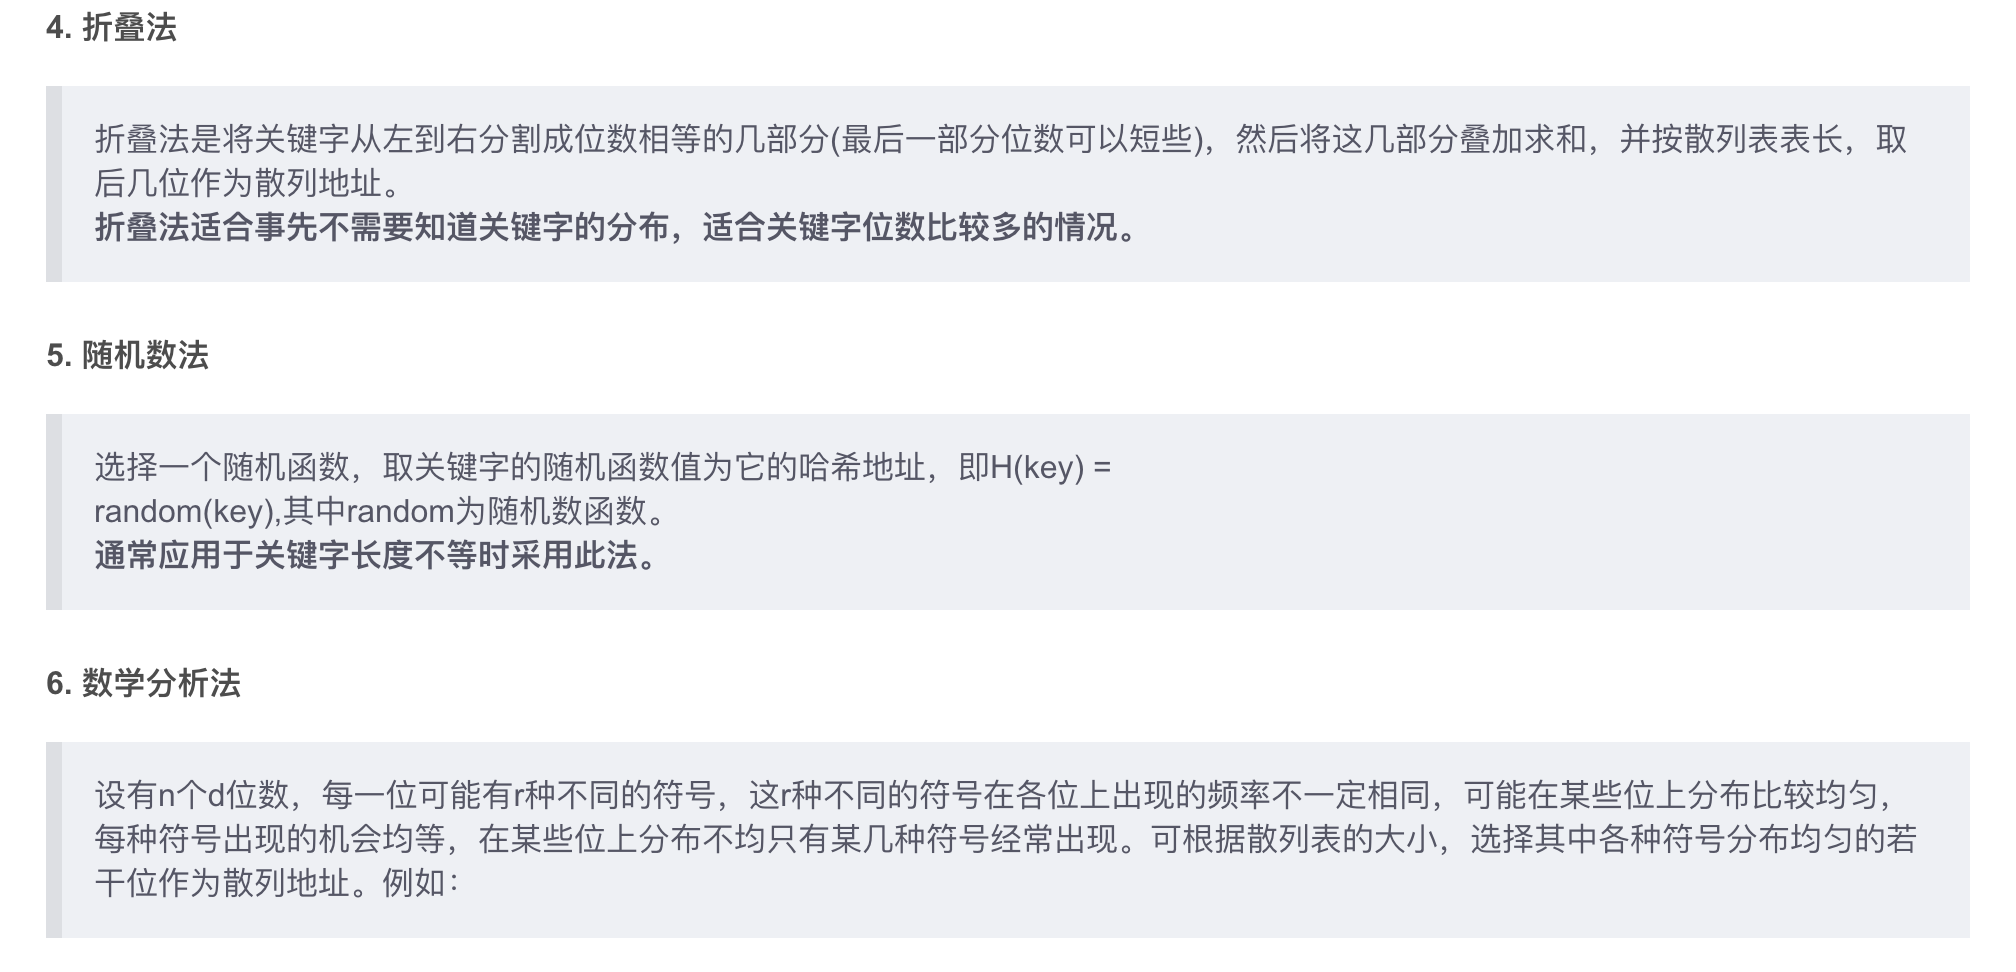 4. 折叠法
折叠法是将关键字从左到右分割成位数相等的几部分(最后一部分位数可以短些)，然后将这几部分叠加求和，并按散列表表长，取
后几位作为散列地址。
折叠法适合事先不需要知道关键字的分布，适合关键字位数比较多的情况。
5. 随机数法
选择一个随机函数，取关键字的随机函数值为它的哈希地址，即H(key) =
random(key),其中random为随机数函数。
通常应用于关键字长度不等时采用此法。
6. 数学分析法
设有n个d位数，每一位可能有r种不同的符号，这r种不同的符号在各位上出现的频率不一定相同，可能在某些位上分布比较均匀，
每种符号出现的机会均等，在某些位上分布不均只有某几种符号经常出现。可根据散列表的大小，选择其中各种符号分布均匀的若
干位作为散列地址。例如：